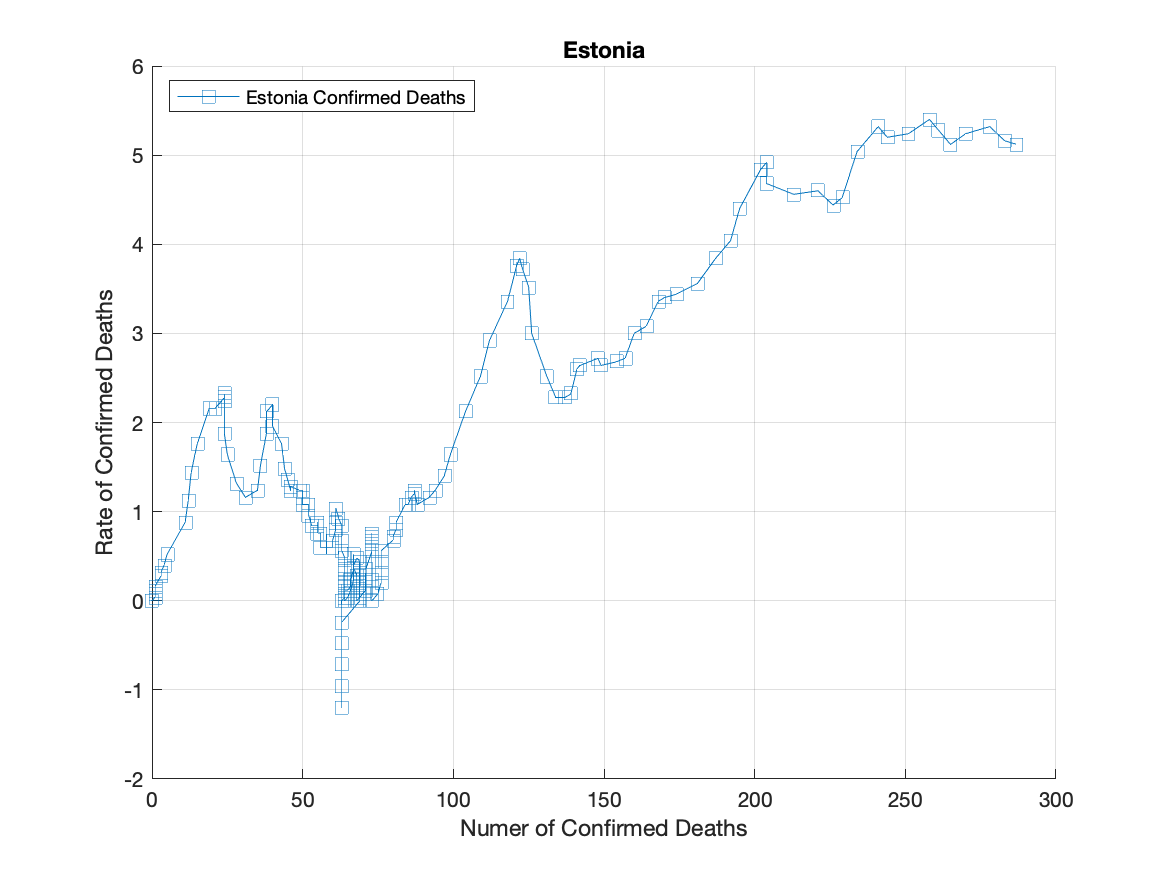 Estonia
Estonia Confirmed Deaths
6
5
4
3
2
1
0
-1
-2
Rate of Confirmed Deaths
0 50 100 150 200 250 300
Numer of Confirmed Deaths